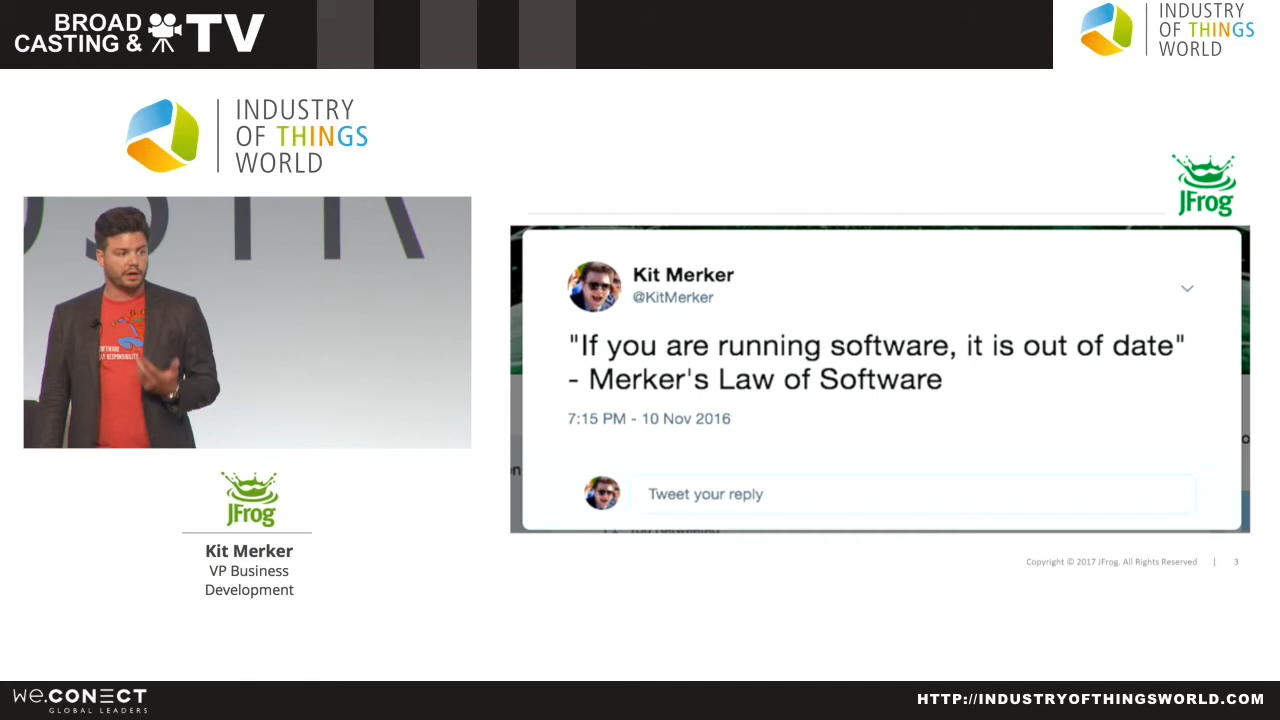 BROAD
CASTING & TV
INDUSTRY
OF THINGS
WORLD
INDUSTRY
OF THINGS
WORLD
JFrog
Kit Merker
@KitMerker
"If you are running software, it is out of date"
- Merker's Law of Software
7:15 PM - 10 Nov 2016
Tweet your reply
JFrog
Kit Merker
VP Business
Development
Copyright © 2017 JFrog. All Rights Reserved | 3
we.CONECT
GLOBAL LEADERS
HTTP://INDUSTRYOFTHINGSWORLD.COM